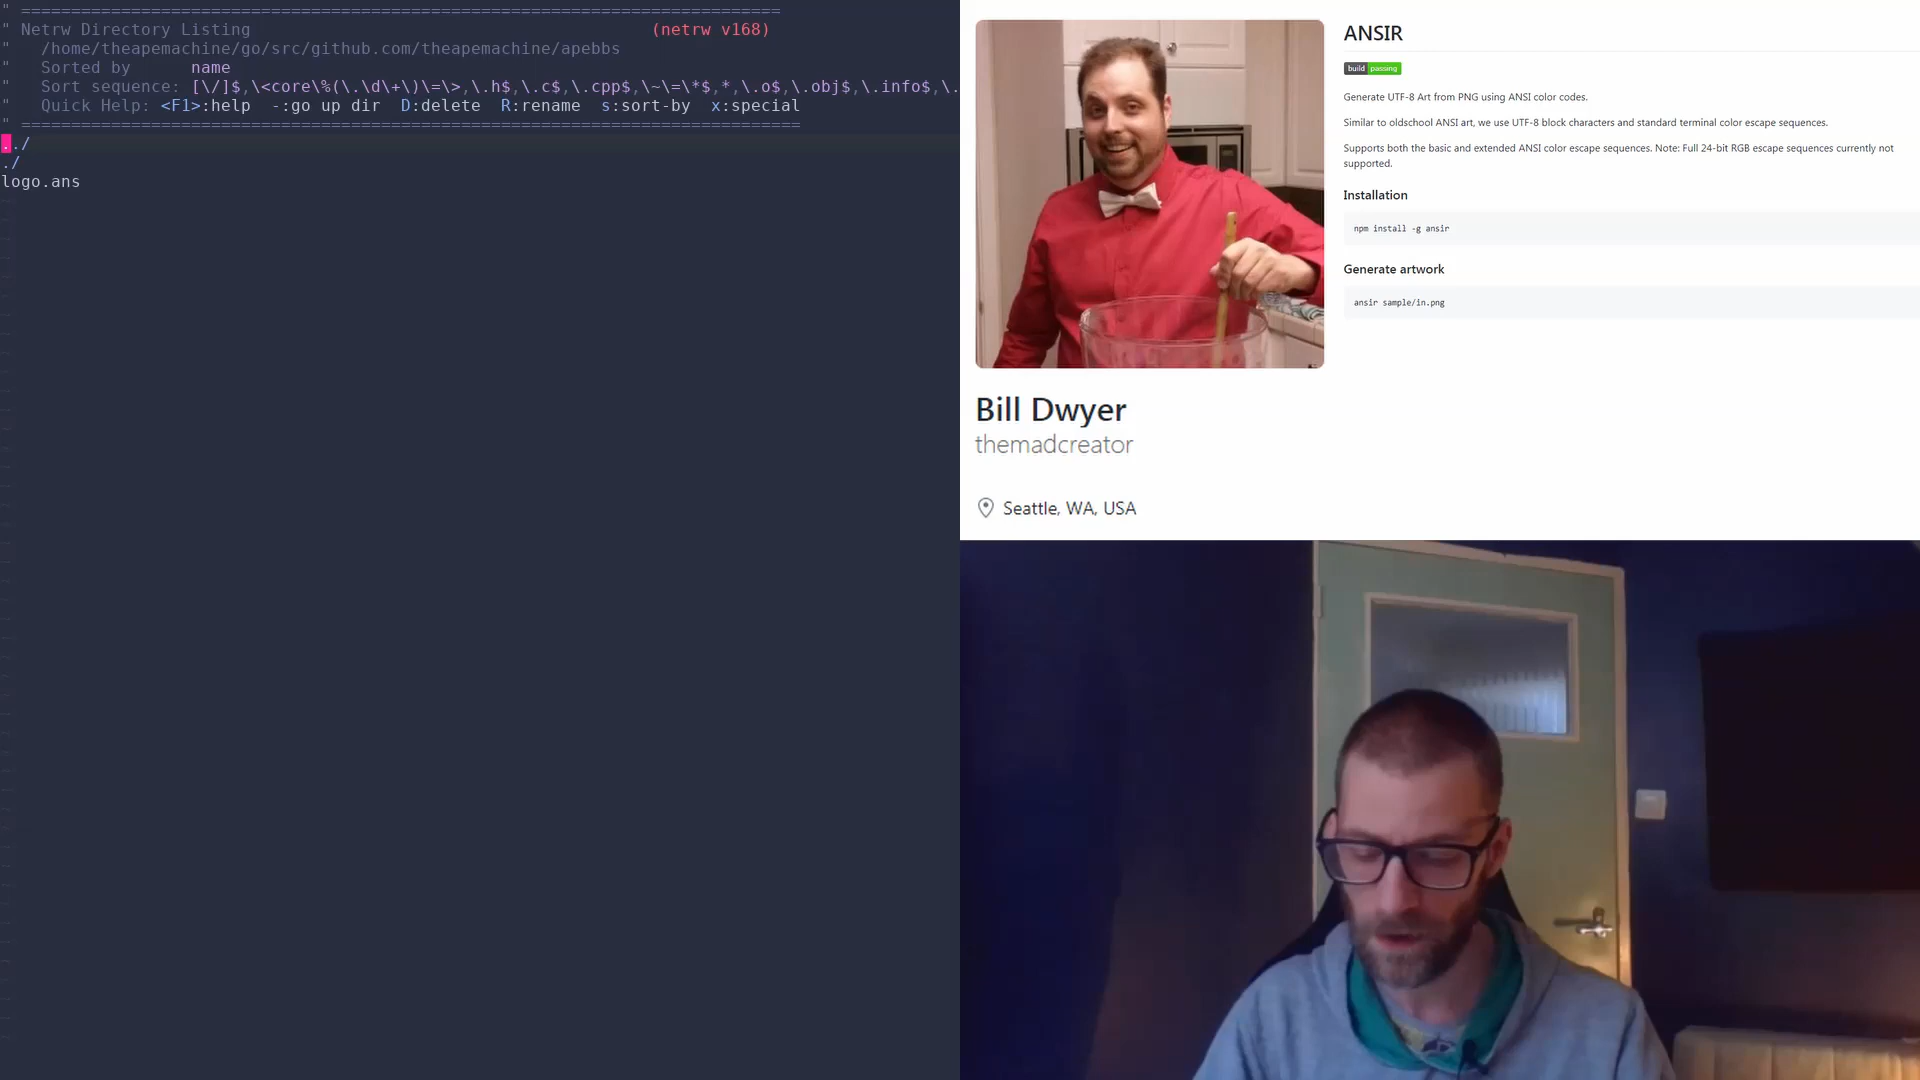 " ============================================================================
" Netrw Directory Listing                                        (netrw v168)
"   /home/theapemachine/go/src/github.com/theapemachine/apebbs
"   Sorted by      name
"   Sort sequence: [\/]$,\<core\%(\.\d\+\)\=\>,\.h$,\.c$,\.cpp$,\~\=\*$,*,\.o$,\.obj$,\.info$,\.
"   Quick Help: <F1>:help  -:go up dir  D:delete  R:rename  s:sort-by  x:special
" ==============================================================================
../
./
logo.ans
ANSIR
build passing
Generate UTF-8 Art from PNG using ANSI color codes.
Similar to oldschool ANSI art, we use UTF-8 block characters and standard terminal color escape sequences.
Supports both the basic and extended ANSI color escape sequences. Note: Full 24-bit RGB escape sequences currently not
supported.
Installation
npm install -g ansir
Generate artwork
ansir sample/in.png
Bill Dwyer
themadcreator
Seattle, WA, USA